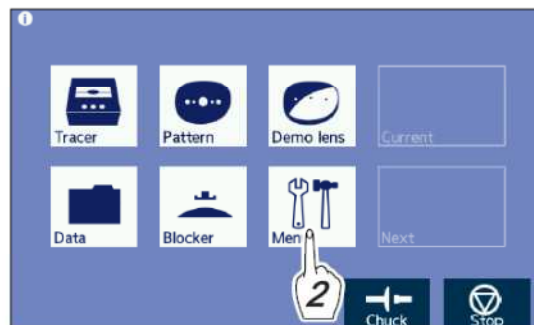 i
Tracer
Pattern
Demo lens
Current
Data
Blocker
Men
Next
2
Chuck
Stop